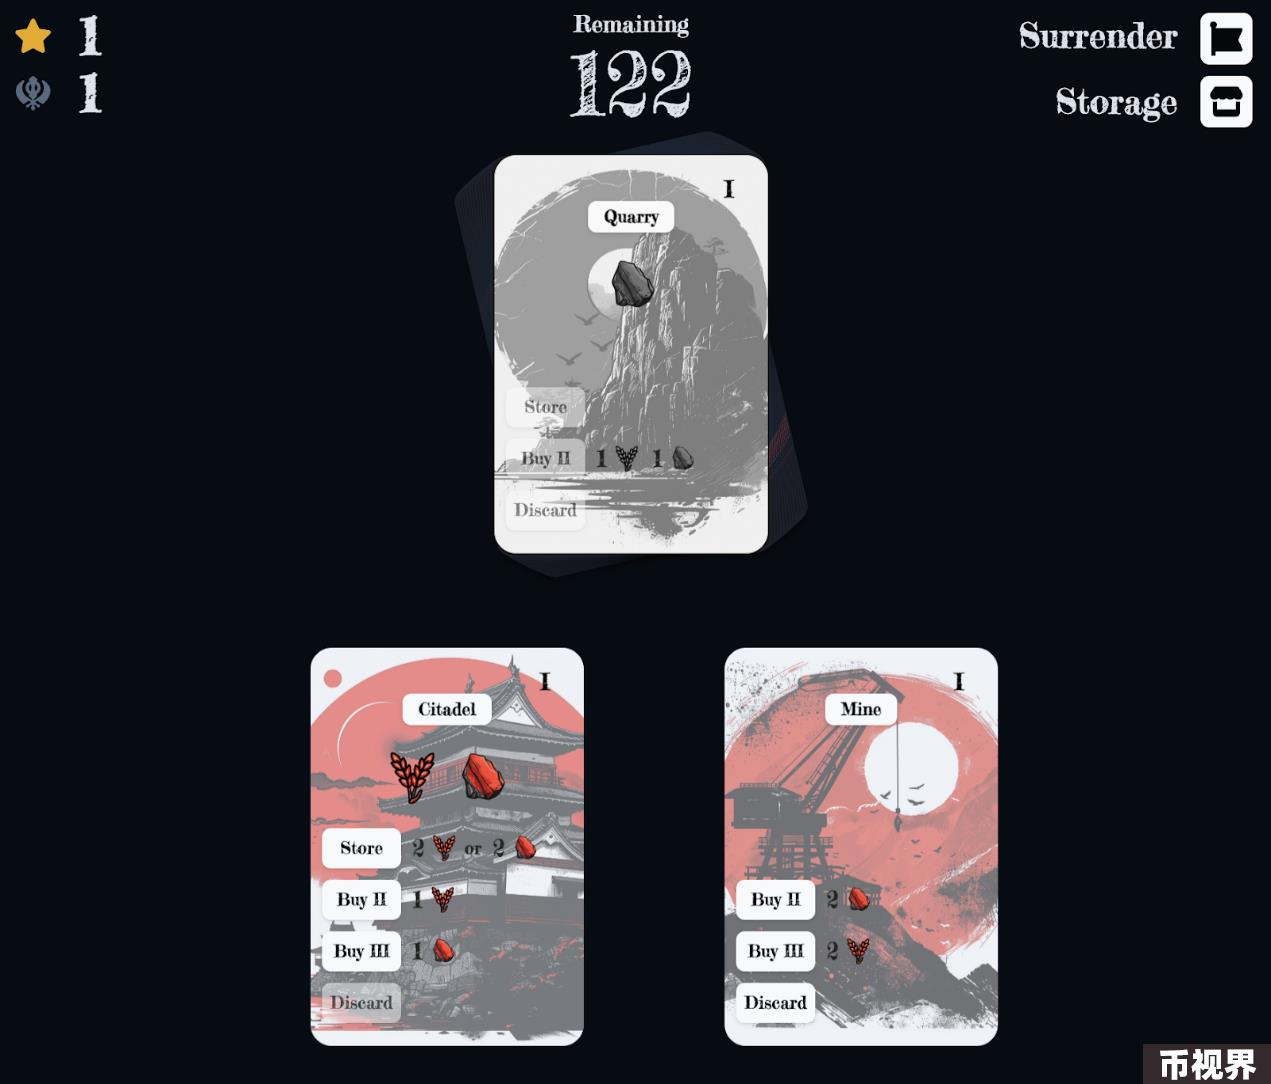 1
1
Remaining
122
Surrender
Storage
I
Quarry
Store
Buy II 1 1
Discard
I
Citadel
Store 2 or 2
Buy II 1
Buy III 1
Discard
I
Mine
Buy II 2
Buy III 2
Discard
币视界